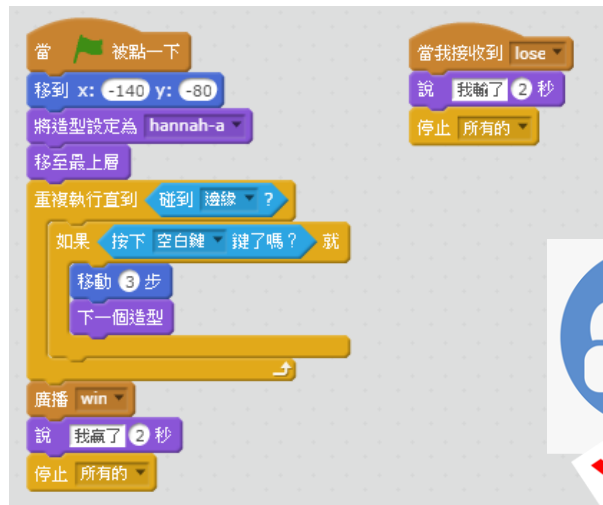 當 被點一下
移到 x: -140 y: -80
將造型設定為 hannah-a
移至最上層
重複執行直到 碰到 邊緣 ?
如果 按下 空白鍵 鍵了嗎? 就
移動 3 步
下一個造型
廣播 win
說 我贏了 2 秒
停止 所有的
當我接收到 lose
說 我輸了 2 秒
停止 所有的